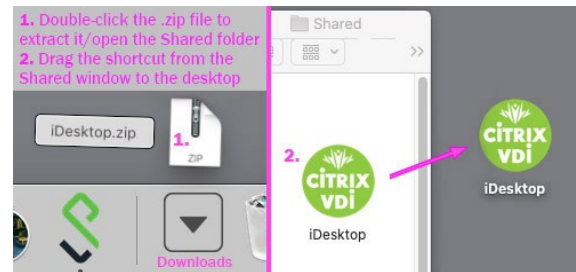 1. Double-click the .zip file to
extract it/open the Shared folder
2. Drag the shortcut from the
Shared window to the desktop
iDesktop.zip
1.
ZIP
Downloads
Shared
2.
CiTRIX
VDI
iDesktop
CiTRIX
VDI
iDesktop